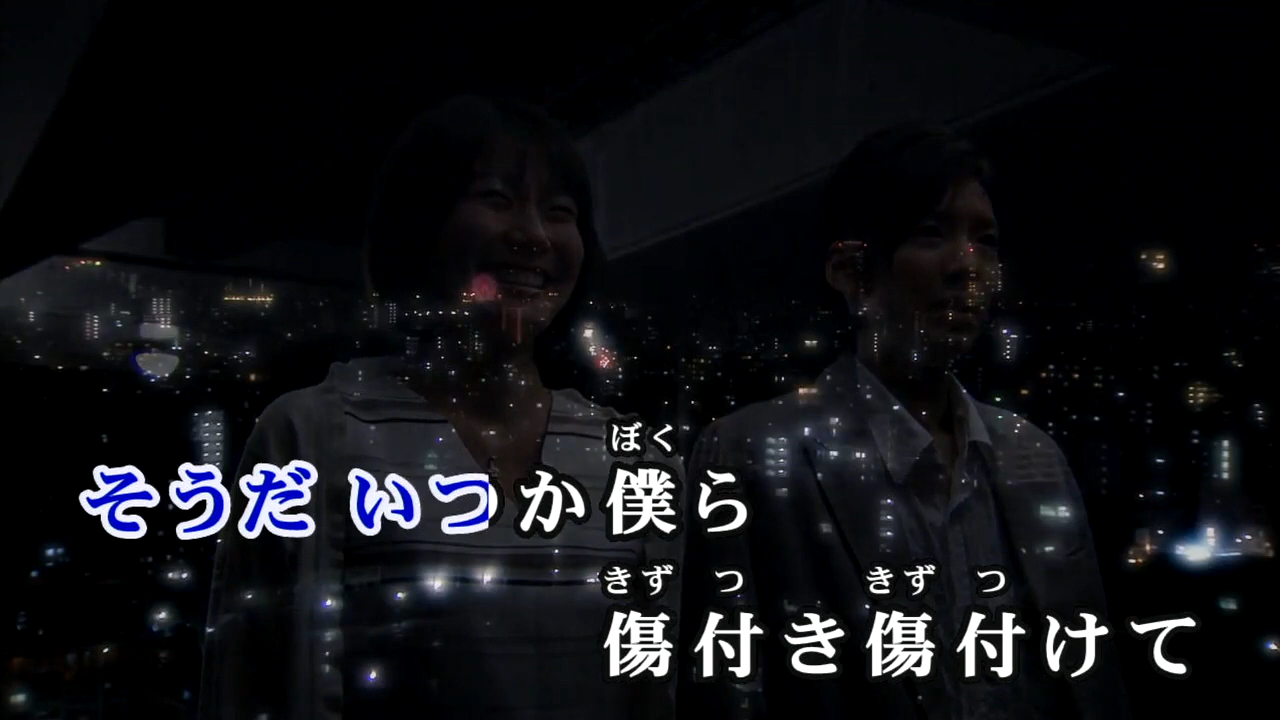 ぼく
そうだ いつか僕ら
きず つ きず つ
傷付き傷付けて